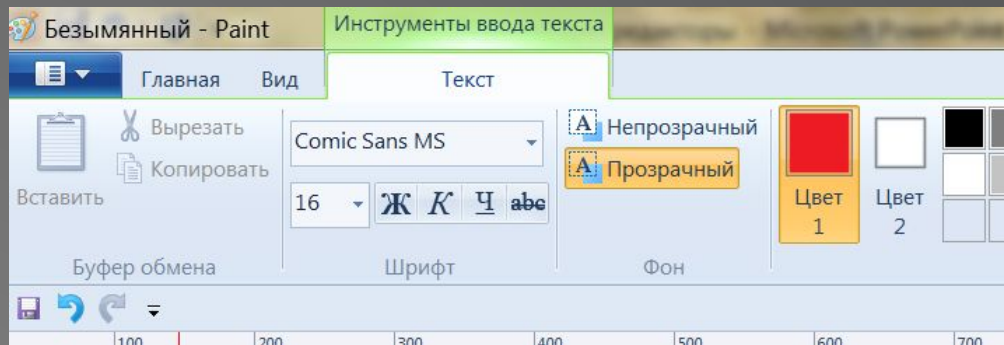 Безымянный - Paint
Инструменты ввода текста
Главная
Вид
Текст
Вставить
Вырезать
Копировать
Буфер обмена
Comic Sans MS
16
Ж К Ч abc
Шрифт
Непрозрачный
Прозрачный
Фон
Цвет
1
Цвет
2
100 200 300 400 500 600 700